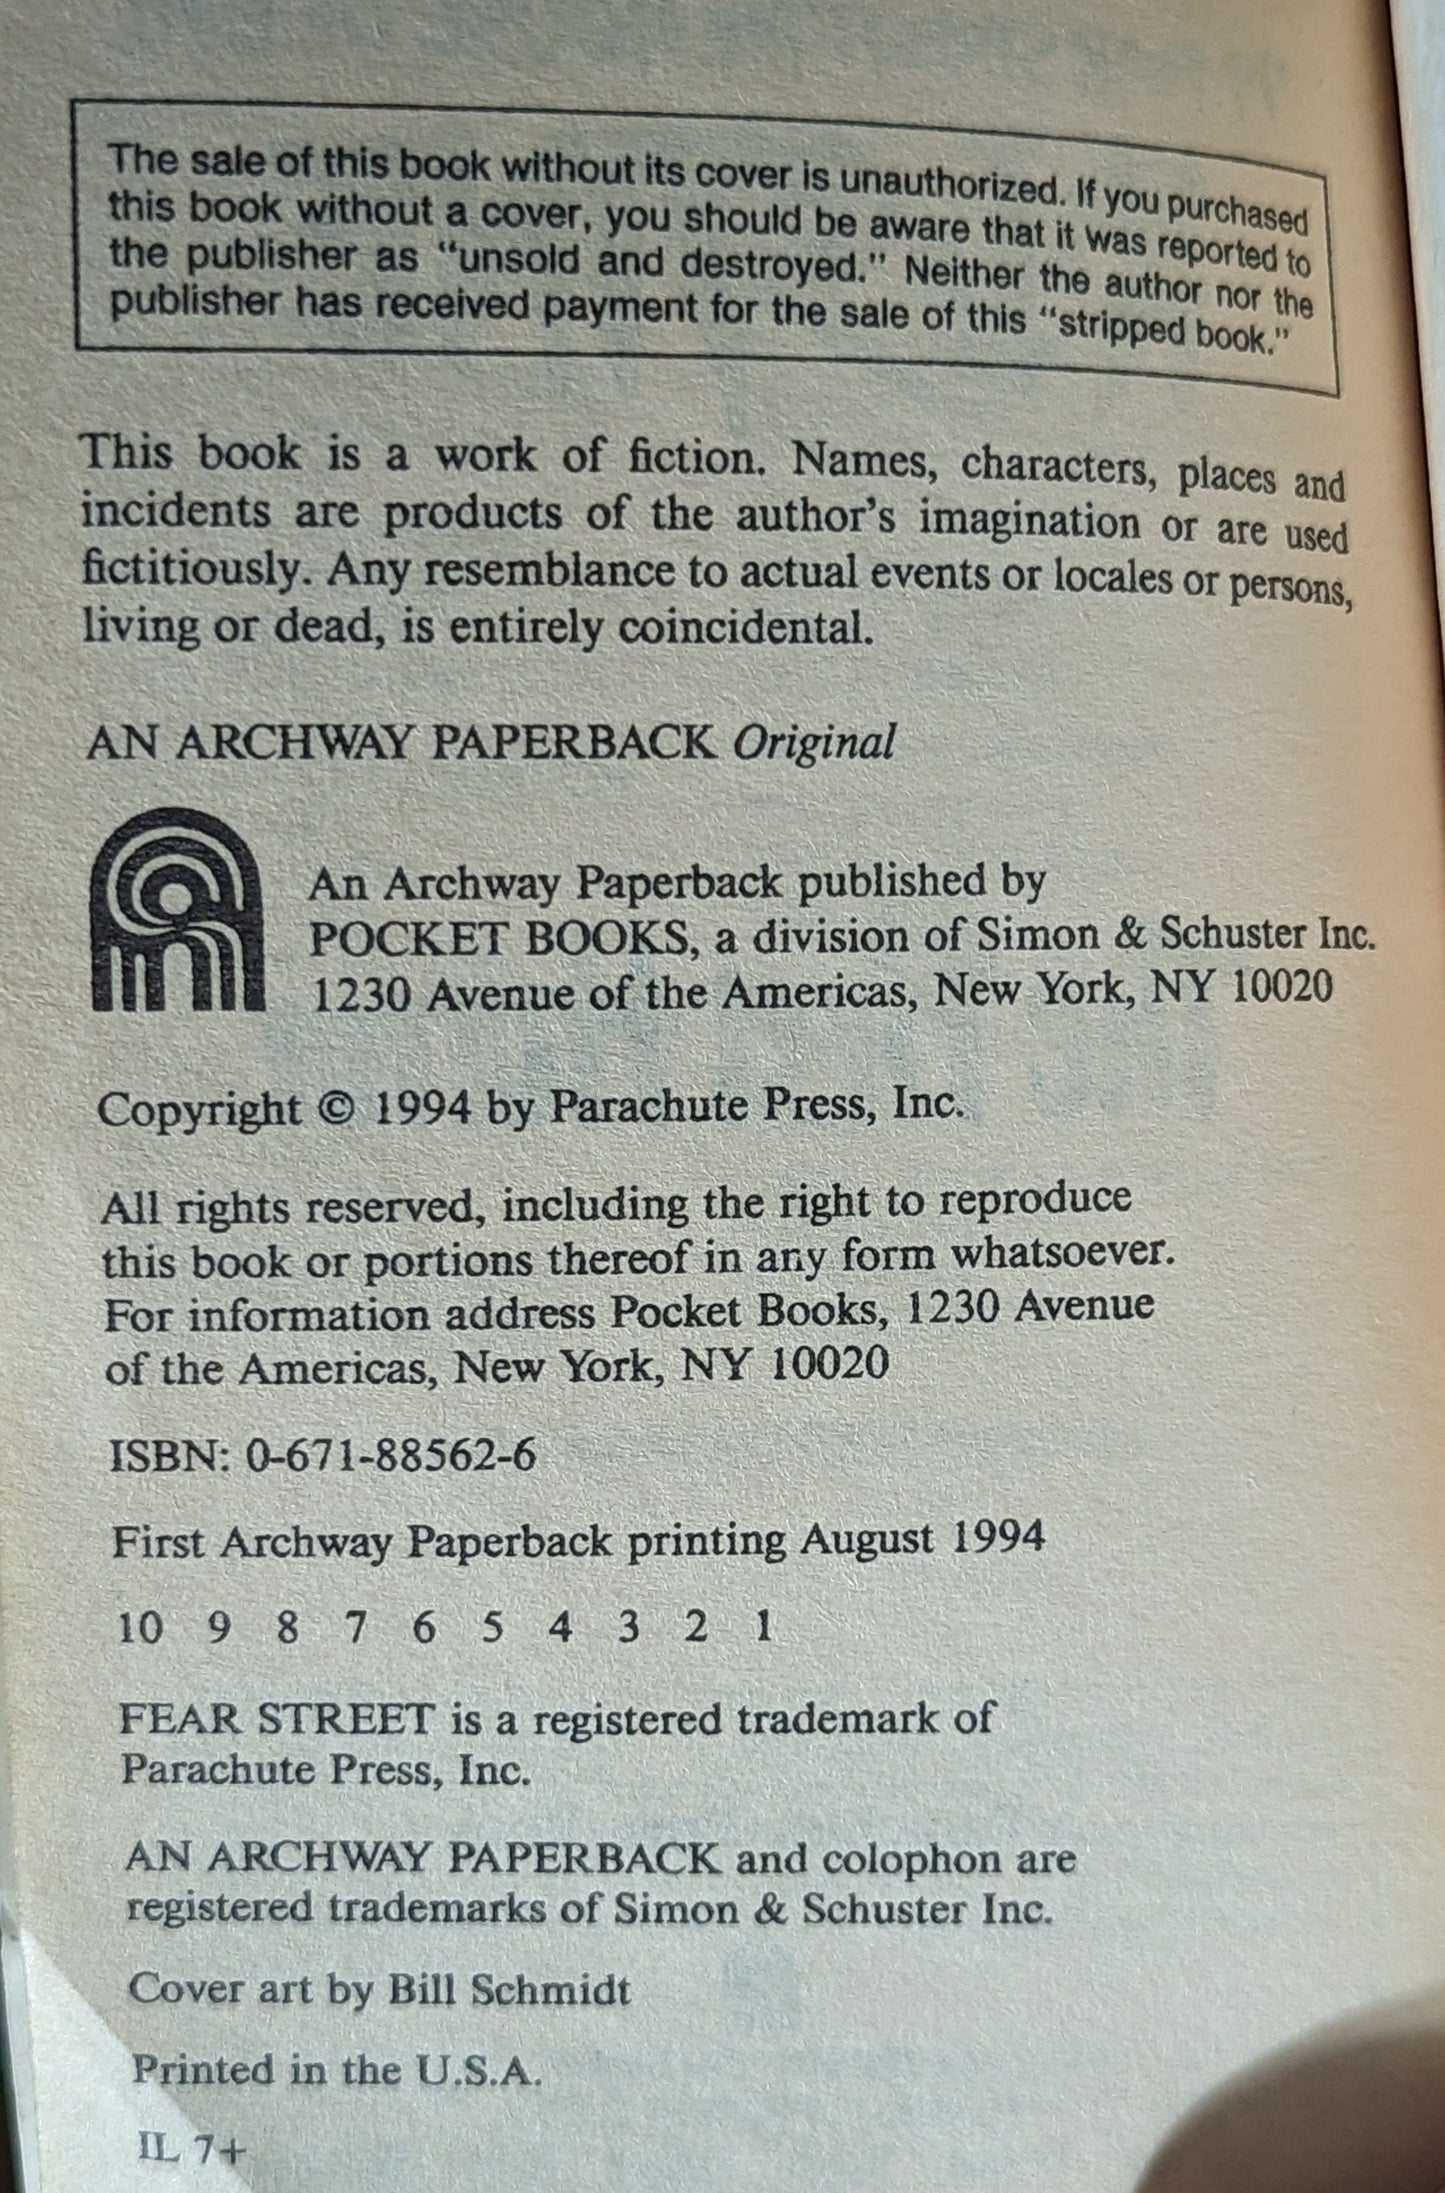 The sale of this book without its cover is unauthorized. If you purchased
this book without a cover, you should be aware that it was reported to
the publisher as “unsold and destroyed.” Neither the author nor the
publisher has received payment for the sale of this “stripped book.”
This book is a work of fiction. Names, characters, places and
incidents are products of the author’s imagination or are used
fictitiously. Any resemblance to actual events or locales or persons,
living or dead, is entirely coincidental.
AN ARCHWAY PAPERBACK Original
An Archway Paperback published by
POCKET BOOKS, a division of Simon & Schuster Inc.
1230 Avenue of the Americas, New York, NY 10020
Copyright © 1994 by Parachute Press, Inc.
All rights reserved, including the right to reproduce
this book or portions thereof in any form whatsoever.
For information address Pocket Books, 1230 Avenue
of the Americas, New York, NY 10020
ISBN: 0-671-88562-6
First Archway Paperback printing August 1994
10 9 8 7 6 5 4 3 2 1
FEAR STREET is a registered trademark of
Parachute Press, Inc.
AN ARCHWAY PAPERBACK and colophon are
registered trademarks of Simon & Schuster Inc.
Cover art by Bill Schmidt
Printed in the U.S.A.
IL 7+